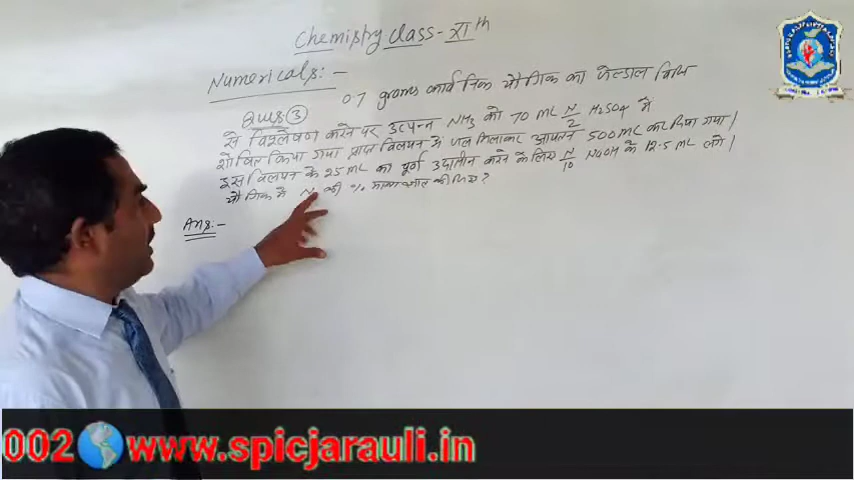 Chemistry class - XIth
Numericals:-
Ques ③ 0.7 grams कार्बनिक यौगिक का जेल्डाल विधि
से विश्लेषण करने पर उत्पन्न NH3 को 70 ML N/2 H2SO4 में
शोषित किया गया प्राप्त विलयन में जल मिलाकर आयतन 500 ML कर दिया गया।
इस विलयन के 25 ML को पूर्ण उदासीन करने के लिए N/10 NaOH के 12.5 ML लगे।
यौगिक में N की % मात्रा ज्ञात कीजिए?
Ans:-
002 www.spicjarauli.in